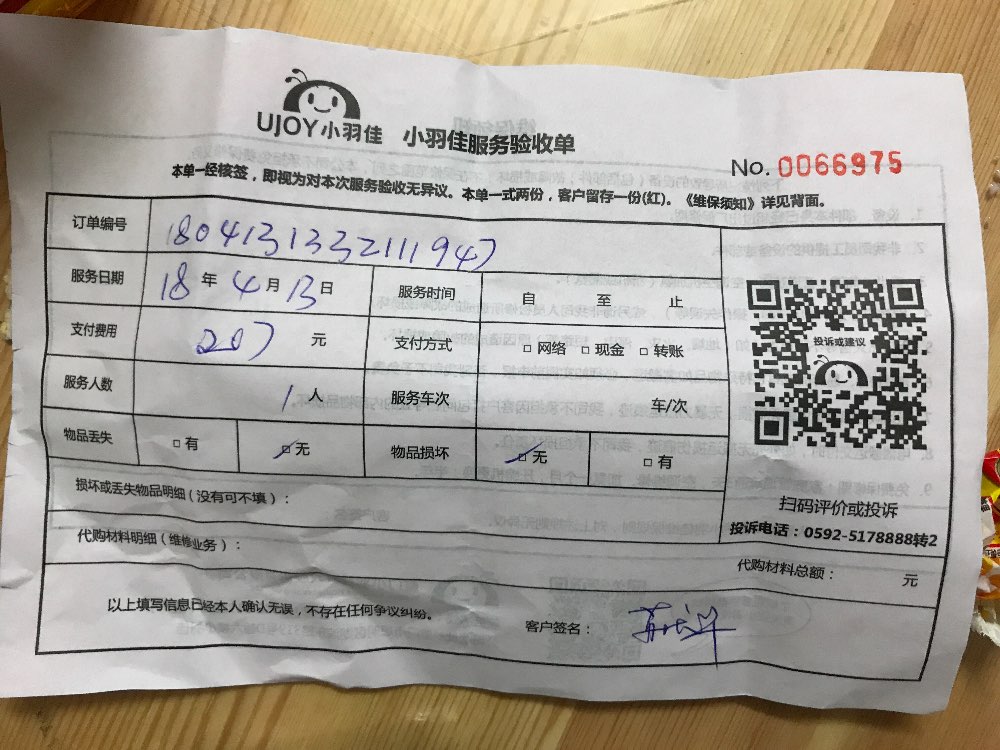 UJOY小羽佳 小羽佳服务验收单
No. 0066975
本单一经核签，即视为对本次服务验收无异议。本单一式两份，客户留存一份(红)。《维保须知》详见背面。
订单编号 1804131332111947
服务日期 18 年 4 月 13 日 服务时间 自 至 止
支付费用 207 元 支付方式 □ 网络 □ 现金 □ 转账
服务人数 1 人 服务车次 车/次
物品丢失 □ 有 □ 无 物品损坏 □ 无 □ 有
投诉或建议
扫码评价或投诉
投诉电话：0592-5178888转2
损坏或丢失物品明细（没有可不填）：
代购材料明细（维修业务）：
代购材料总额： 元
以上填写信息已经本人确认无误，不存在任何争议纠纷。
客户签名：